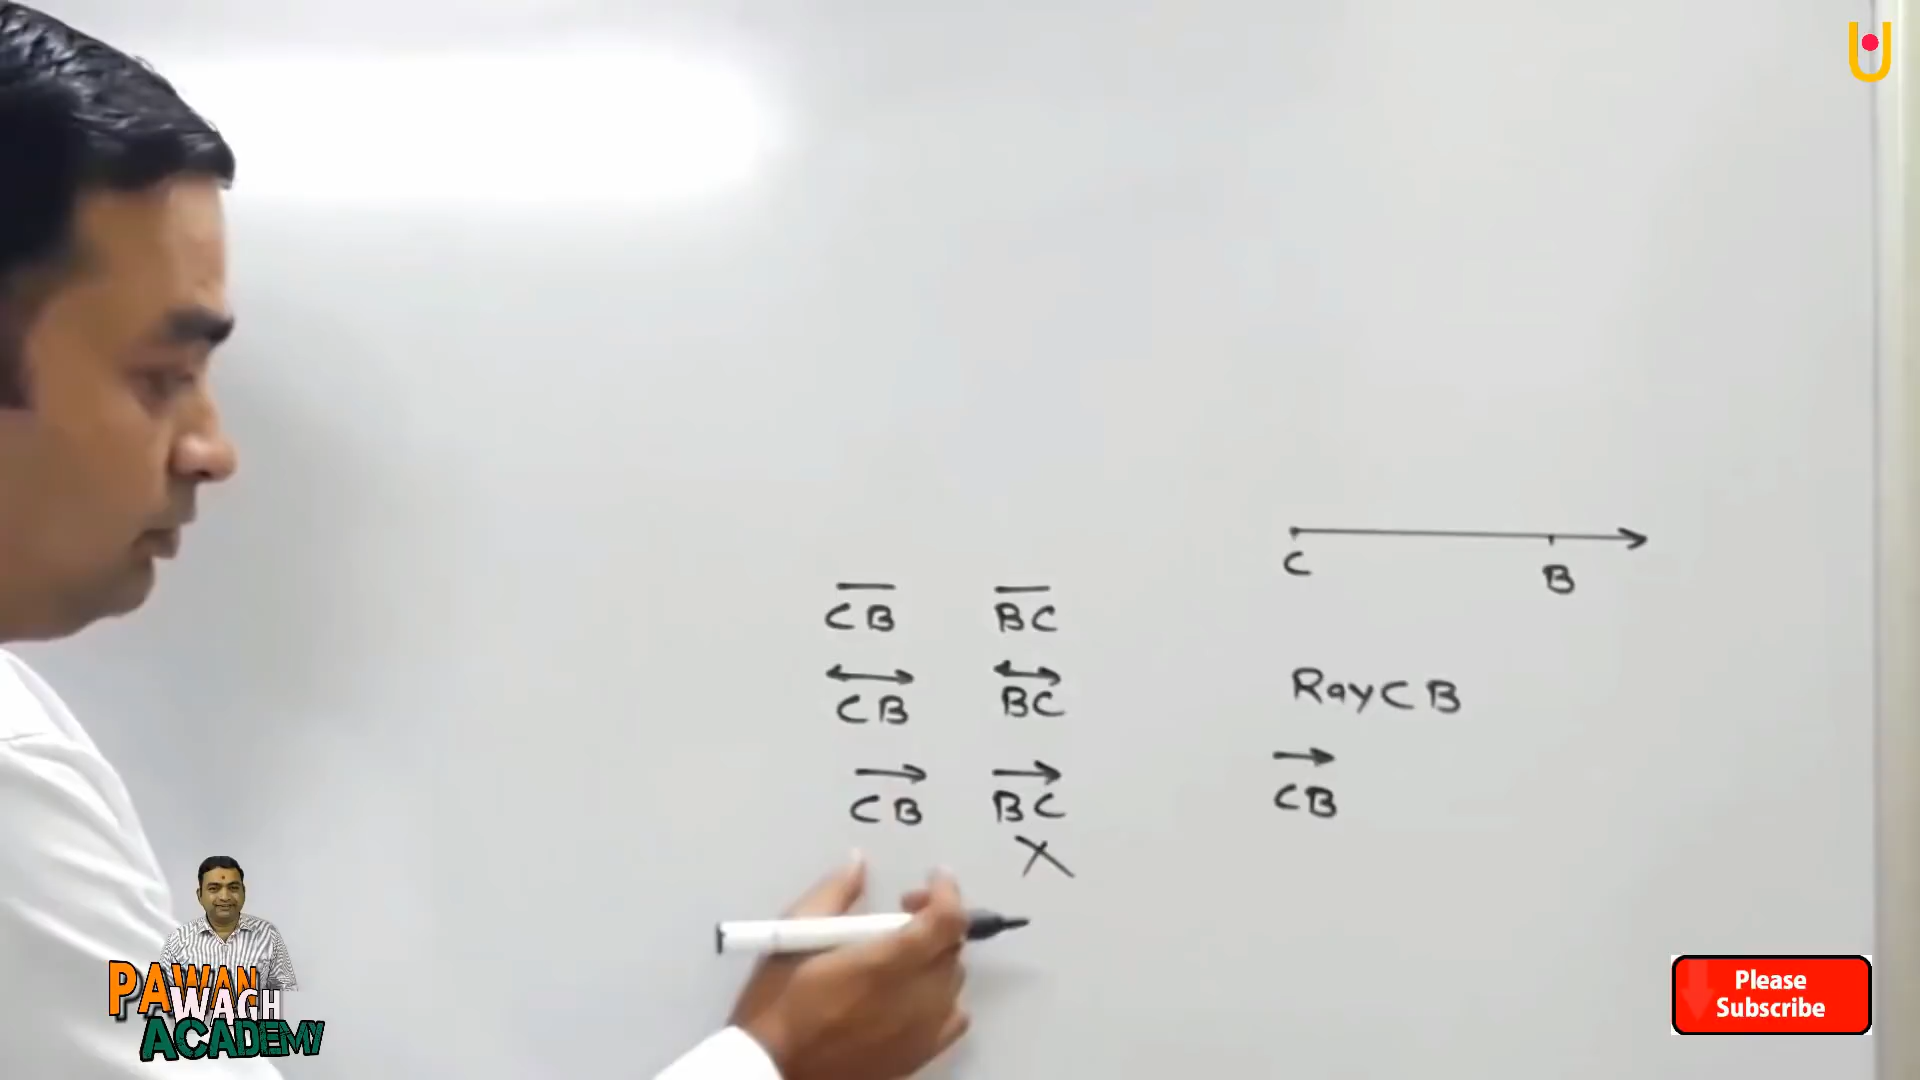 C B
C B BC
CB BC
Ray CB
CB BC
CB
X
PAWAN
WAGH
ACADEMY
Please
Subscribe